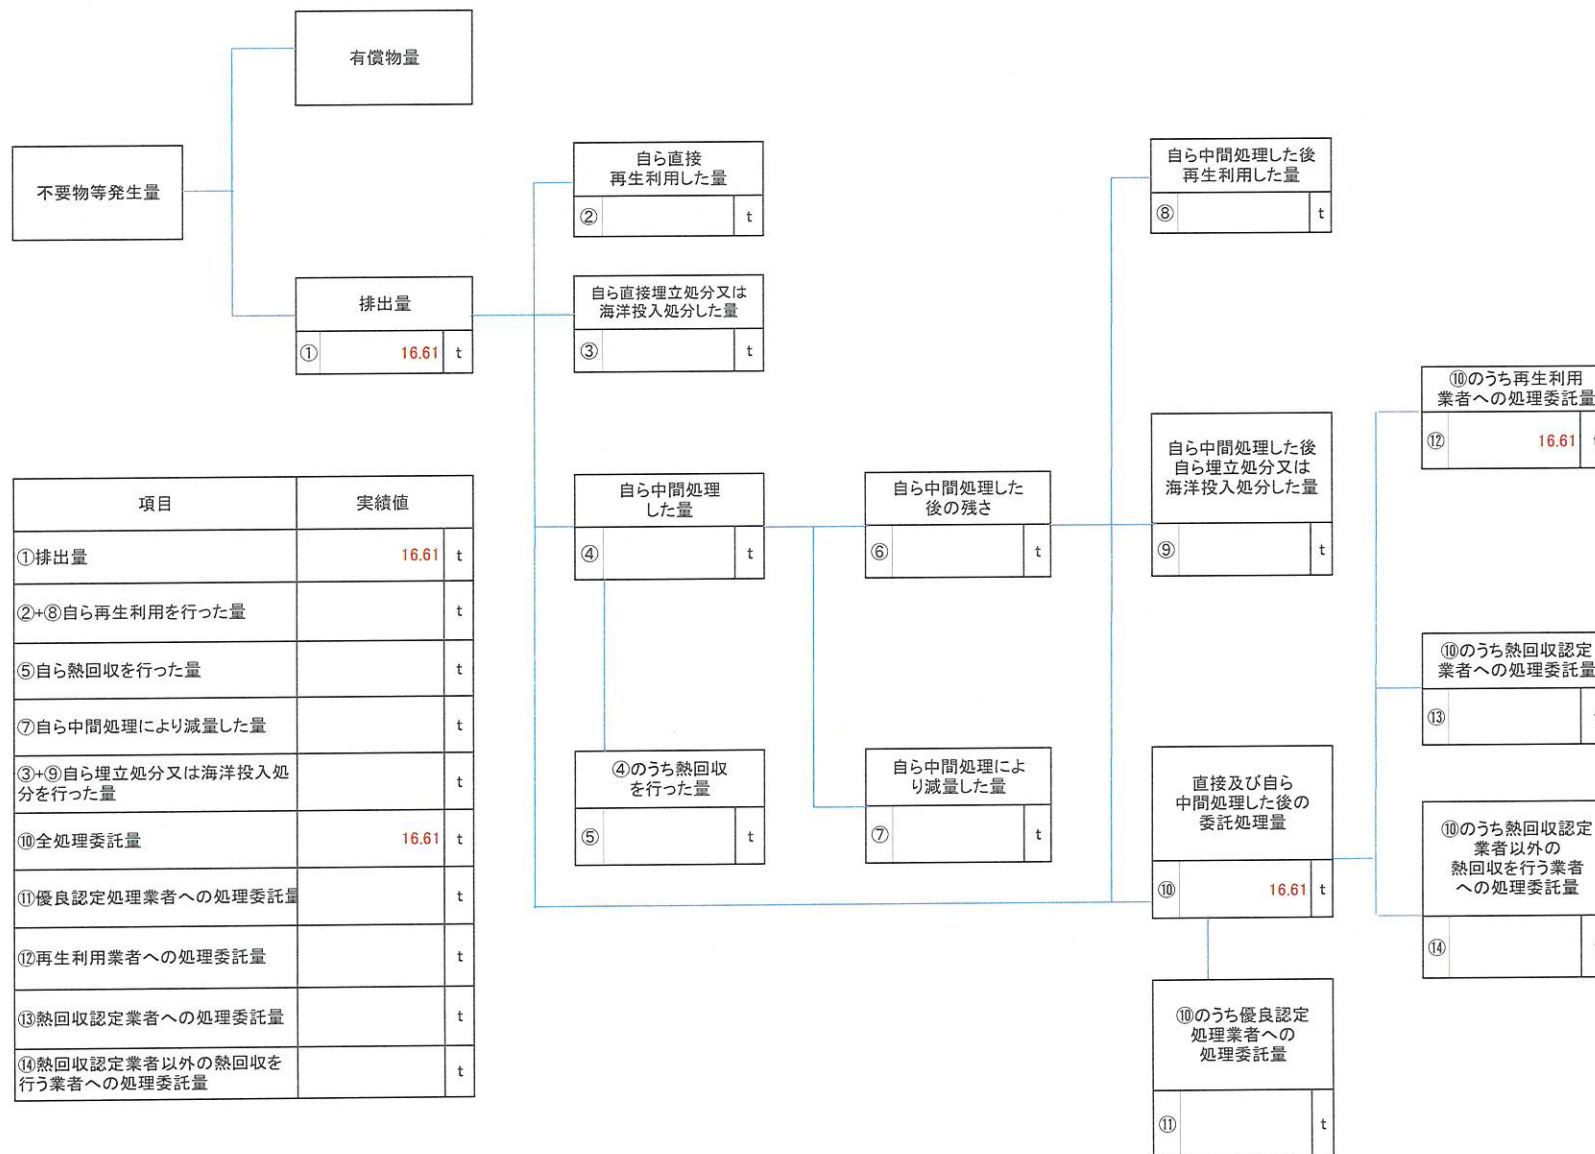 有償物量
不要物等発生量
排出量
① 16.61 t
自ら直接
再生利用した量
② t
自ら直接埋立処分又は
海洋投入処分した量
③ t
自ら中間処理
した量
④ t
④のうち熱回収
を行った量
⑤ t
自ら中間処理した
後の残さ
⑥ t
自ら中間処理によ
り減量した量
⑦ t
自ら中間処理した後
再生利用した量
⑧ t
自ら中間処理した後
自ら埋立処分又は
海洋投入処分した量
⑨ t
直接及び自ら
中間処理した後の
委託処理量
⑩ 16.61 t
⑩のうち優良認定
処理業者への
処理委託量
⑪ t
⑩のうち再生利用
業者への処理委託量
⑫ 16.61
⑩のうち熱回収認定
業者への処理委託量
⑬
⑩のうち熱回収認定
業者以外の
熱回収を行う業者
への処理委託量
⑭
項目 実績値
①排出量 16.61 t
②+⑧自ら再生利用を行った量 t
⑤自ら熱回収を行った量 t
⑦自ら中間処理により減量した量 t
③+⑨自ら埋立処分又は海洋投入処
分を行った量 t
⑩全処理委託量 16.61 t
⑪優良認定処理業者への処理委託量 t
⑫再生利用業者への処理委託量 t
⑬熱回収認定業者への処理委託量 t
⑭熱回収認定業者以外の熱回収を
行う業者への処理委託量 t